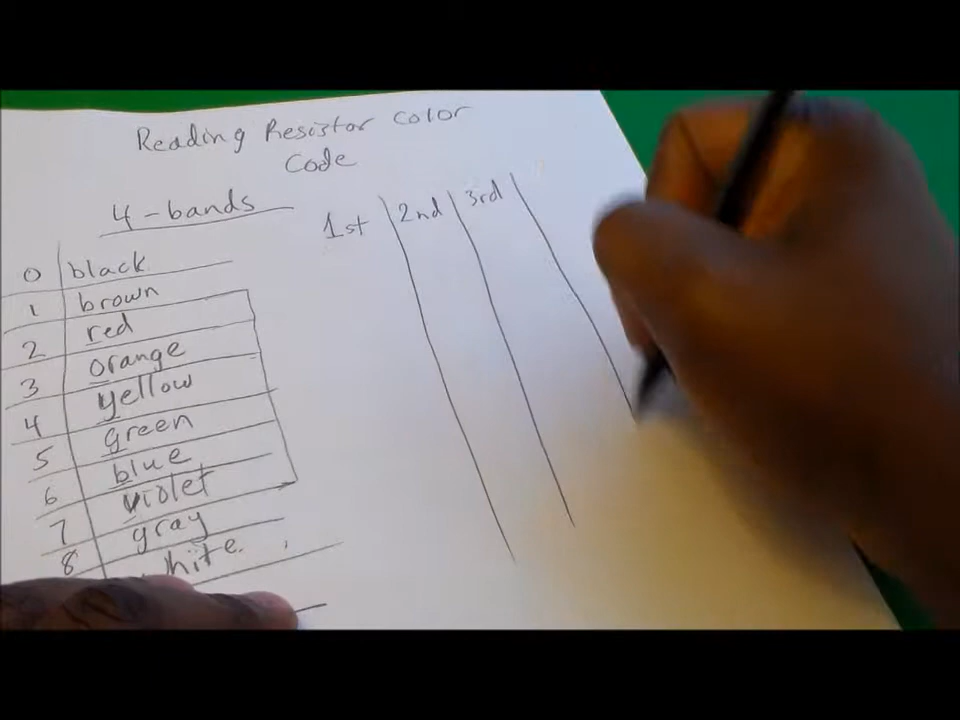 Reading Resistor color
Code
4-bands
1st 2nd 3rd
0 black
1 brown
2 red
3 orange
4 yellow
5 green
6 blue
7 violet
8 gray
white